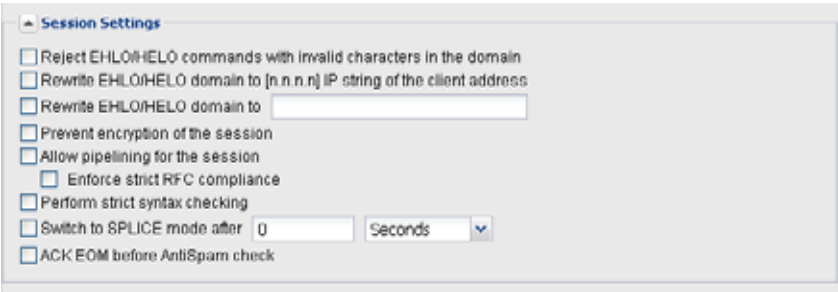 Session Settings
Reject EHLO/HELO commands with invalid characters in the domain
Rewrite EHLO/HELO domain to [n.n.n.n] IP string of the client address
Rewrite EHLO/HELO domain to
Prevent encryption of the session
Allow pipelining for the session
Enforce strict RFC compliance
Perform strict syntax checking
Switch to SPLICE mode after 0 Seconds
ACK EOM before AntiSpam check